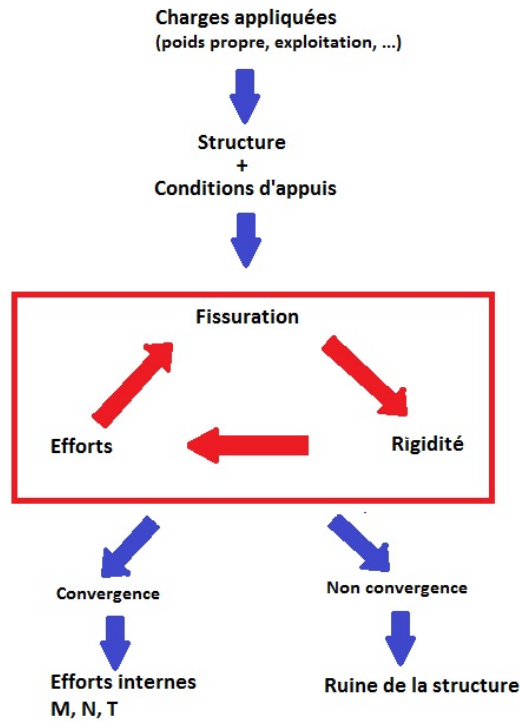 Charges appliquées
(poids propre, exploitation, ...)
Structure
+
Conditions d'appuis
Fissuration
Efforts
Rigidité
Convergence
Non convergence
Efforts internes
M, N, T
Ruine de la structure